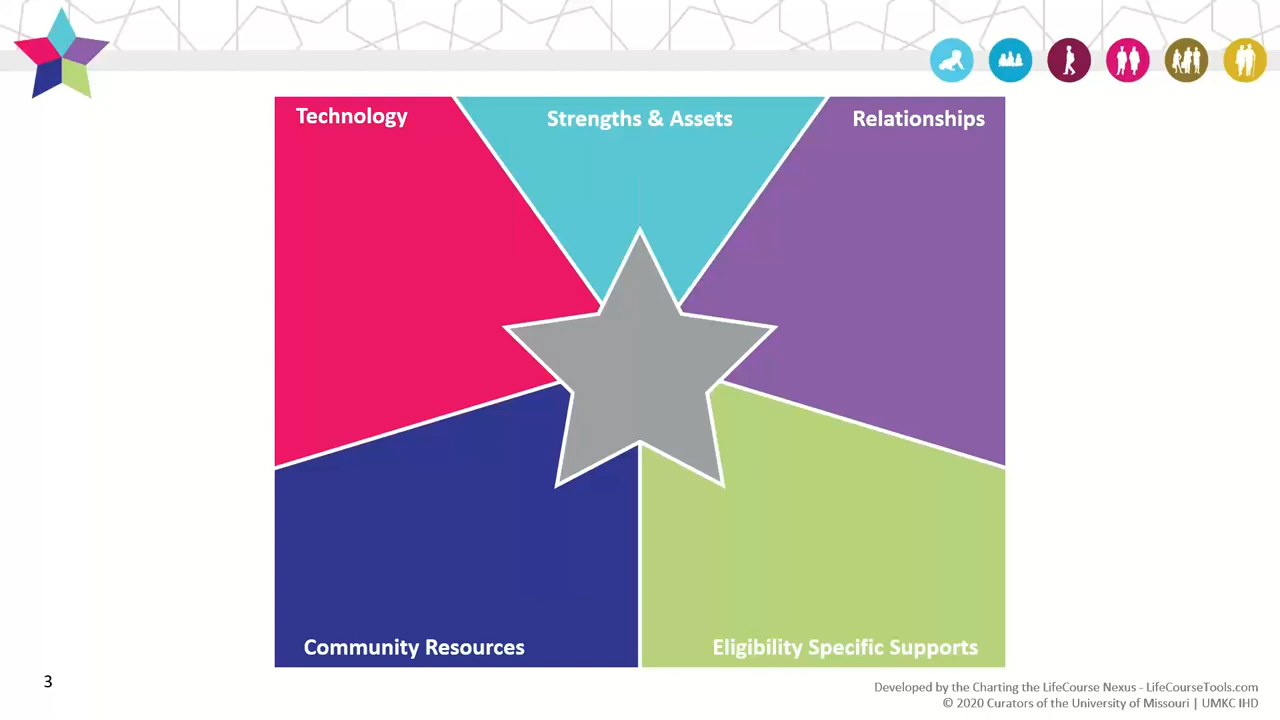 Technology
Strengths & Assets
Relationships
Community Resources
Eligibility Specific Supports
3
Developed by the Charting the LifeCourse Nexus - LifeCourseTools.com
© 2020 Curators of the University of Missouri | UMKC IHD